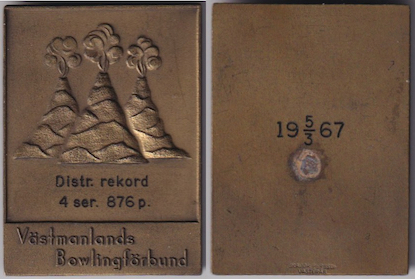 Distr. rekord
4 ser. 876 p.
Västmanlands
Bowlingförbund
19 5/3 67